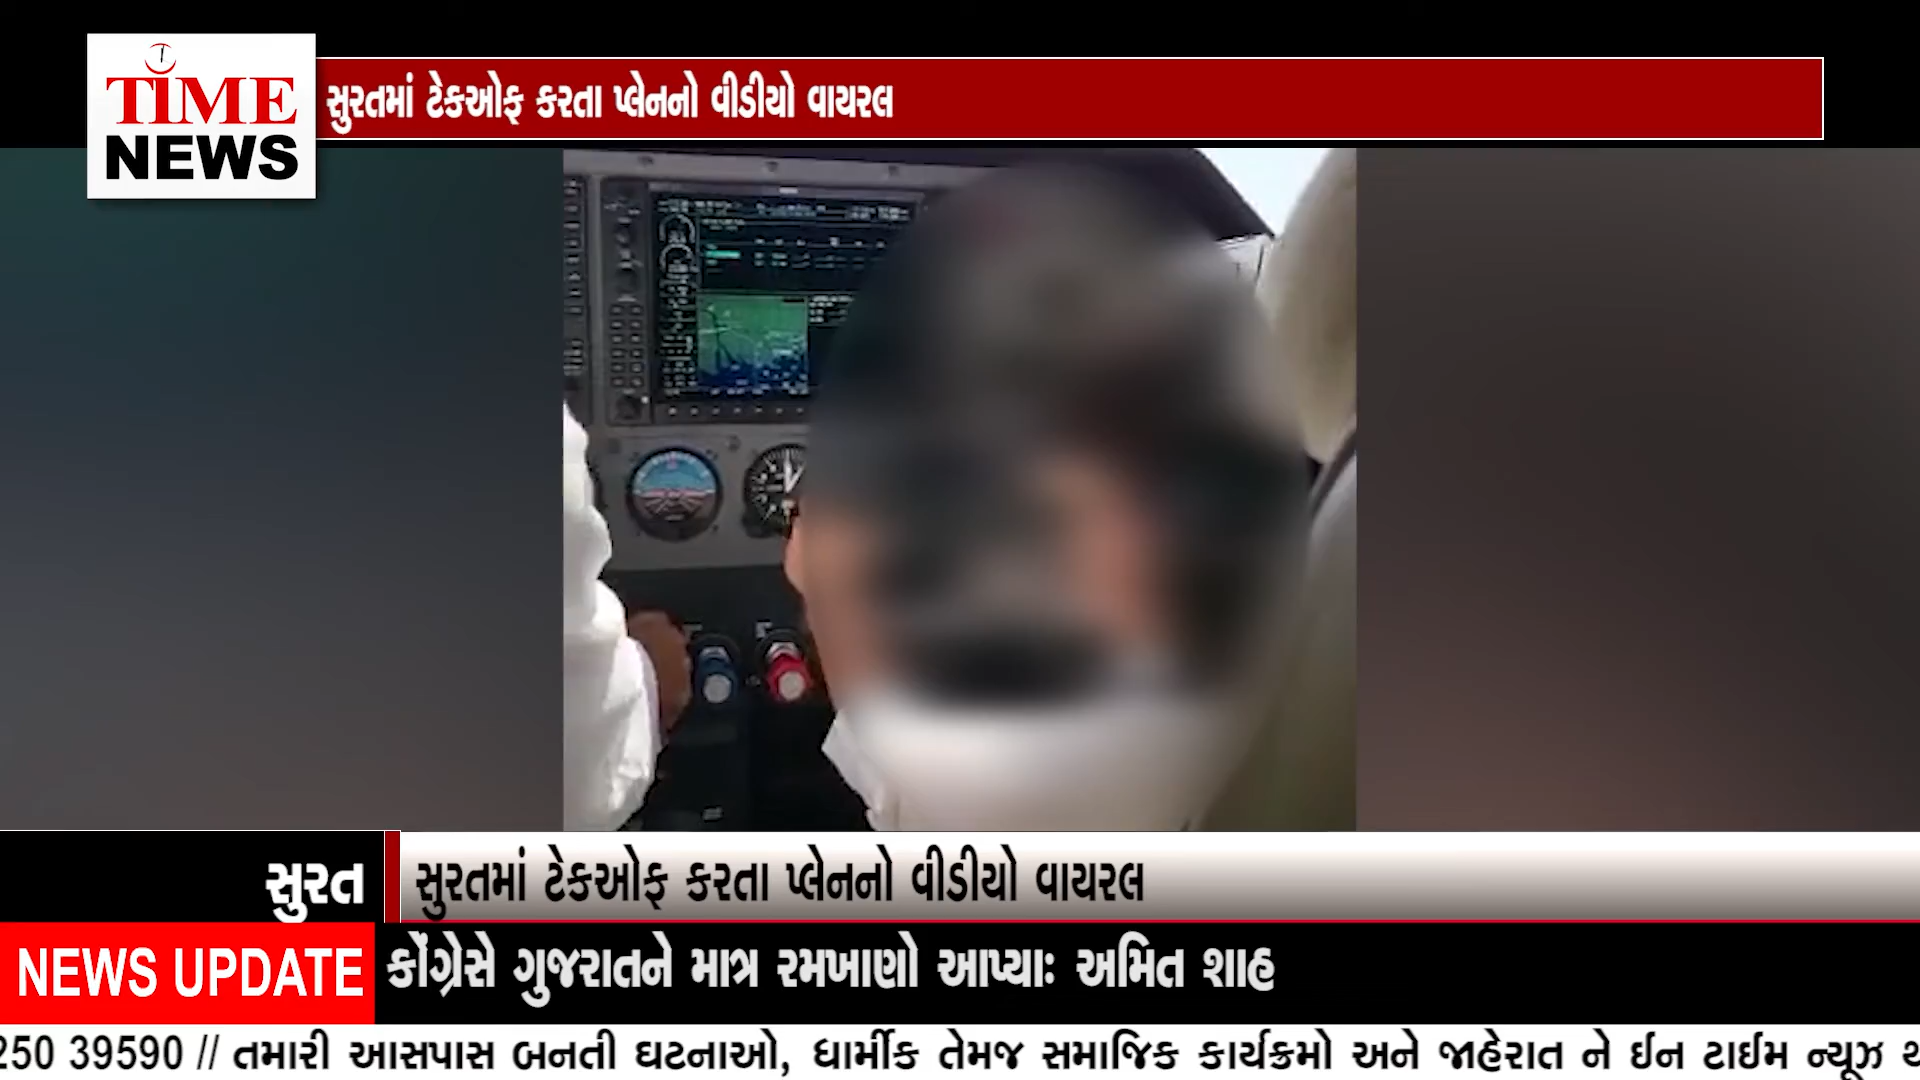 TIME
NEWS
સુરતમાં ટેકઓફ કરતા પ્લેનનો વીડીયો વાયરલ
સુરત
સુરતમાં ટેકઓફ કરતા પ્લેનનો વીડીયો વાયરલ
NEWS UPDATE
કોંગ્રેસે ગુજરાતને માત્ર રમખાણો આપ્યાઃ અમિત શાહ
250 39590 // તમારી આસપાસ બનતી ઘટનાઓ, ધાર્મીક તેમજ સમાજિક કાર્યક્રમો અને જાહેરાત ને ઈન ટાઈમ ન્યૂઝ